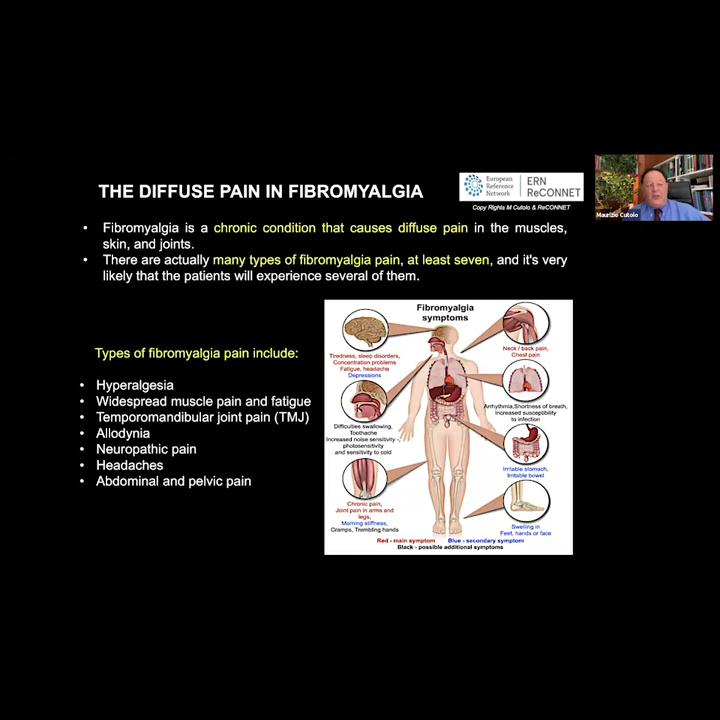 THE DIFFUSE PAIN IN FIBROMYALGIA
European
Reference
Network
ERN
ReCONNET
Copy Rights M Cutolo & ReCONNET
Maurizio Cutolo
• Fibromyalgia is a chronic condition that causes diffuse pain in the muscles,
skin, and joints.
• There are actually many types of fibromyalgia pain, at least seven, and it's very
likely that the patients will experience several of them.
Types of fibromyalgia pain include:
• Hyperalgesia
• Widespread muscle pain and fatigue
• Temporomandibular joint pain (TMJ)
• Allodynia
• Neuropathic pain
• Headaches
• Abdominal and pelvic pain
Fibromyalgia
symptoms
Tiredness, sleep disorders,
Concentration problems
Fatigue, headache
Depressions
Neck / back pain,
Chest pain
Difficulties swallowing,
Toothache
Increased noise sensitivity -,
photosensitivity
and sensitivity to cold
Arrhythmia,Shortness of breath,
Increased susceptibility
to infection
Irritable stomach,
Irritable bowel
Chronic pain,
Joint pain in arms and
legs,
Morning stiffness,
Cramps, Trembling hands
Swelling in
Feet, hands or face
Red - main symptom
Blue - secondary symptom
Black - possible additional symptoms